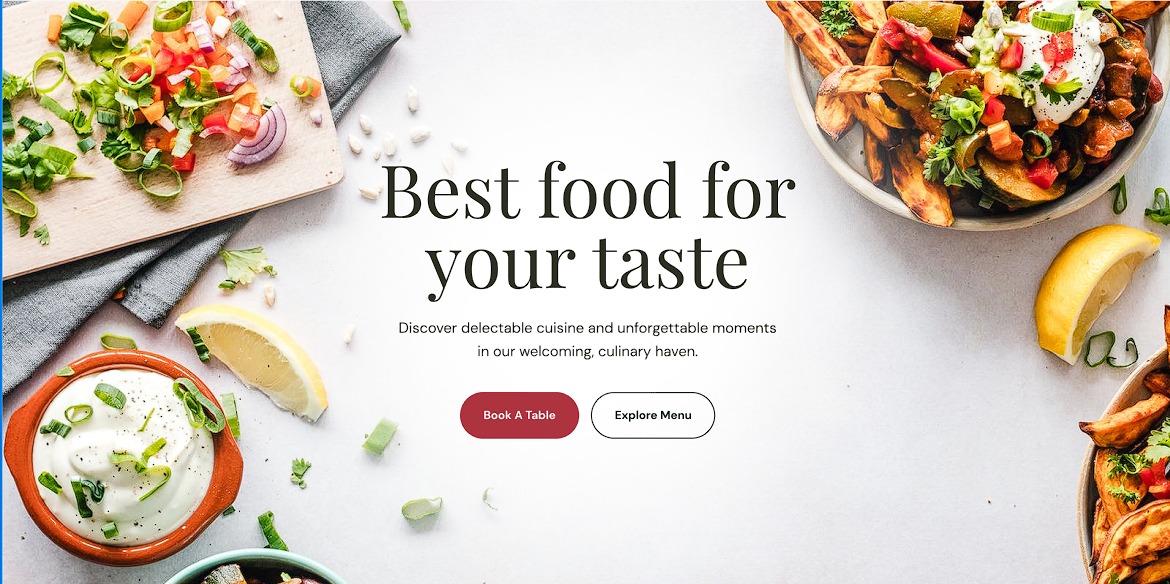 Best food for
your taste
Discover delectable cuisine and unforgettable moments
in our welcoming, culinary haven.
Book A Table
Explore Menu